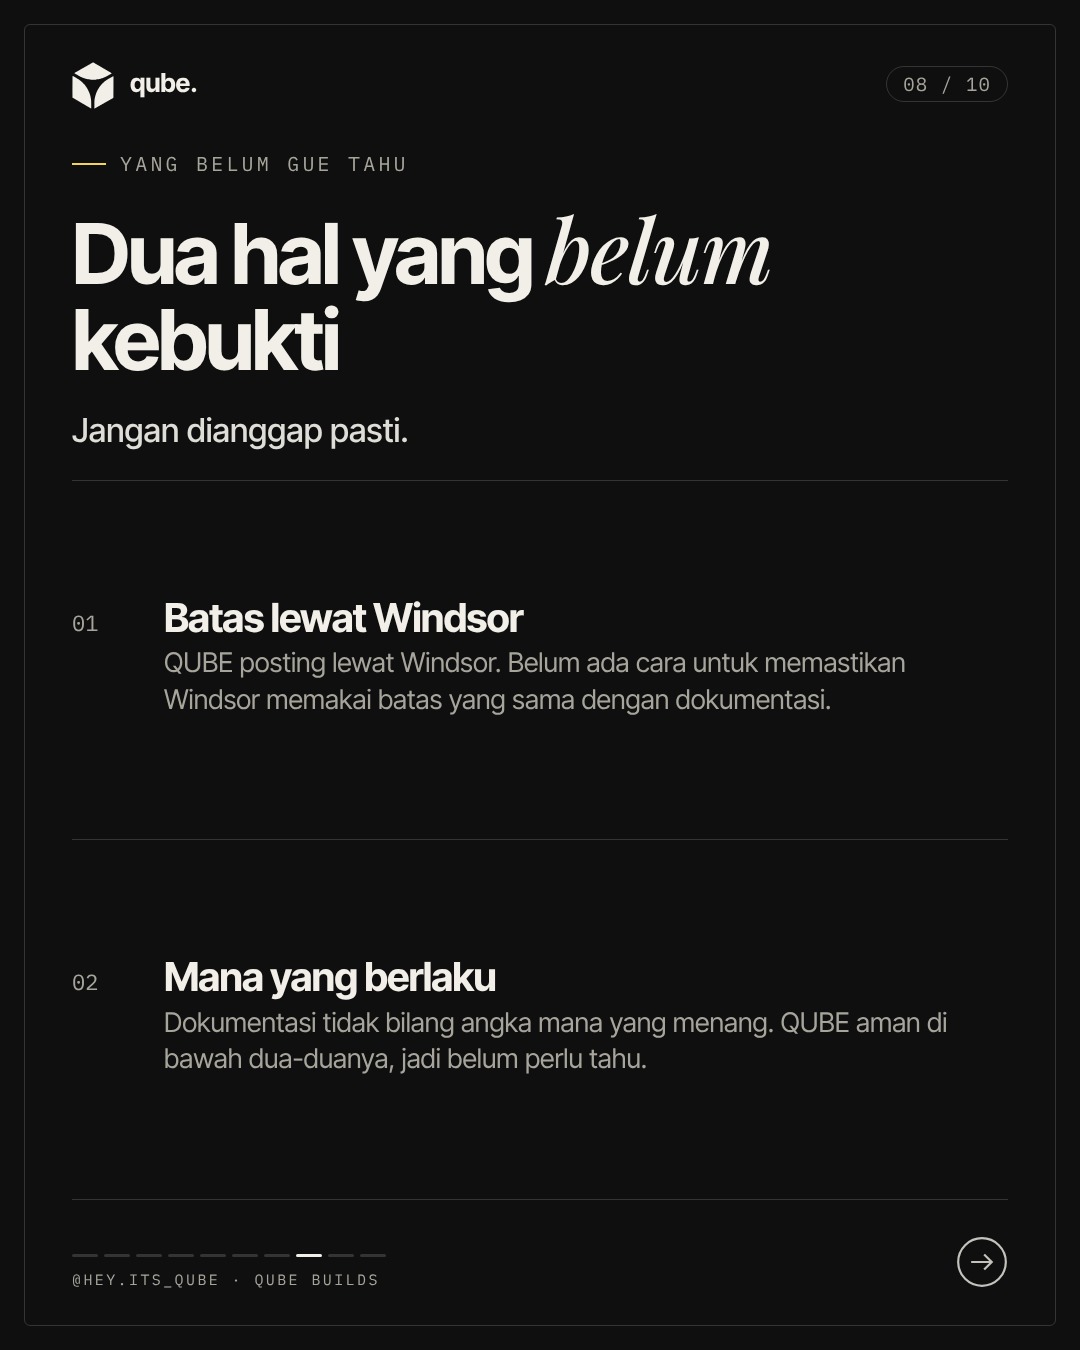 qube.
08 / 10
YANG BELUM GUE TAHU
Dua hal yang belum
kebukti
Jangan dianggap pasti.
01
Batas lewat Windsor
QUBE posting lewat Windsor. Belum ada cara untuk memastikan
Windsor memakai batas yang sama dengan dokumentasi.
02
Mana yang berlaku
Dokumentasi tidak bilang angka mana yang menang. QUBE aman di
bawah dua-duanya, jadi belum perlu tahu.
@HEY.ITS_QUBE · QUBE BUILDS